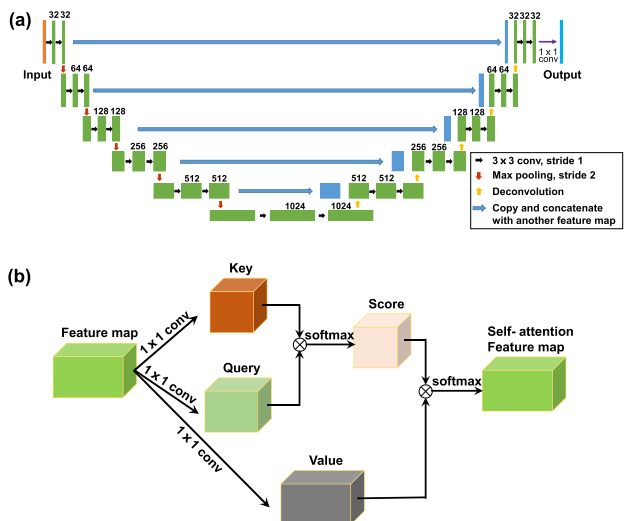 (a)
32 32
32 32
Input
1 x 1
conv
Output
64 64
64 64
128 128
128 128
256 256
256 256
512 512
512 512
1024 1024
3 x 3 conv, stride 1
Max pooling, stride 2
Deconvolution
Copy and concatenate
with another feature map
(b)
Key
Feature map
1 x 1 conv
Score
softmax
Self- attention
Feature map
Query
1 x 1 conv
softmax
1 x 1 conv
Value